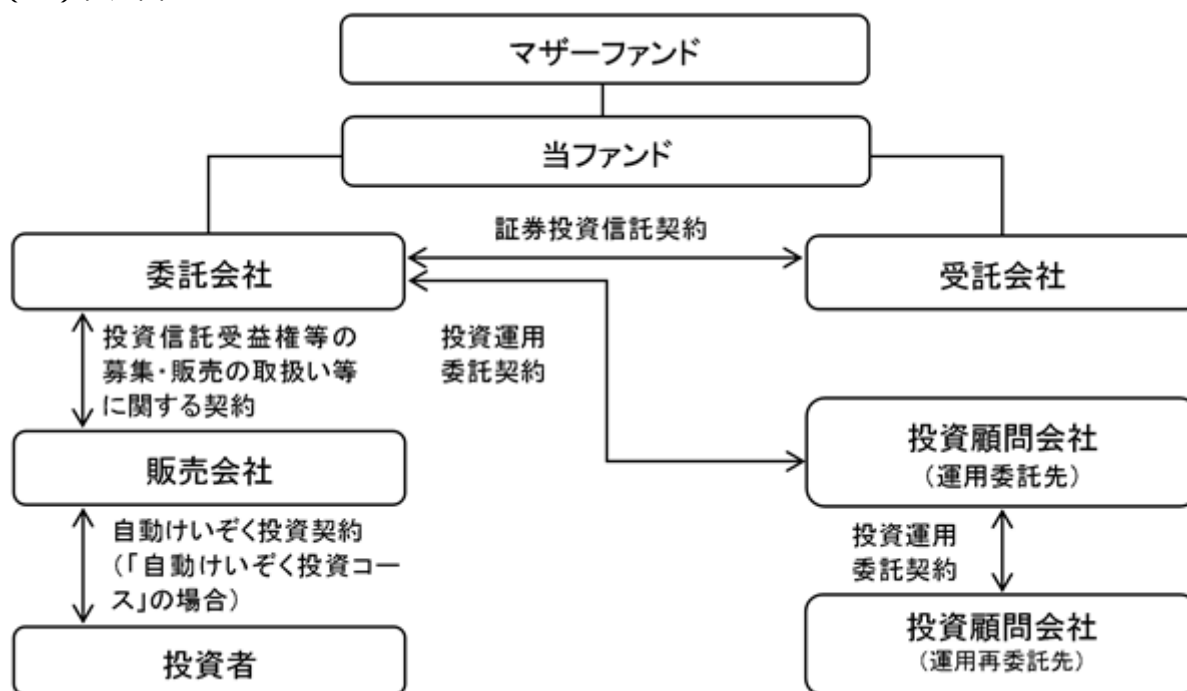 マザーファンド
当ファンド
証券投資信託契約
委託会社
受託会社
投資信託受益権等の
募集・販売の取扱い等
に関する契約
投資運用
委託契約
販売会社
投資顧問会社
(運用委託先)
自動けいぞく投資契約
(「自動けいぞく投資コー
ス」の場合)
投資運用
委託契約
投資者
投資顧問会社
(運用再委託先)